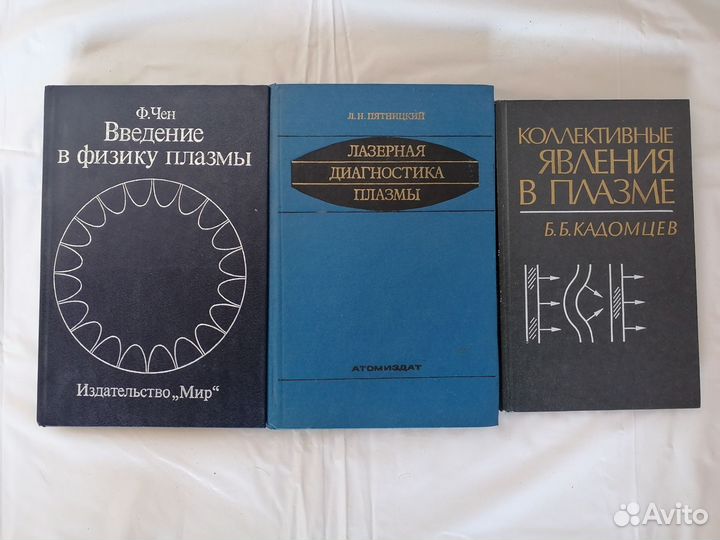 Ф. Чен
Введение
в физику плазмы
Издательство „Мир“
Л. Н. ПЯТНИЦКИЙ
ЛАЗЕРНАЯ
ДИАГНОСТИКА
ПЛАЗМЫ
АТОМИЗДАТ
КОЛЛЕКТИВНЫЕ
ЯВЛЕНИЯ
В ПЛАЗМЕ
Б. Б. КАДОМЦЕВ
Avito